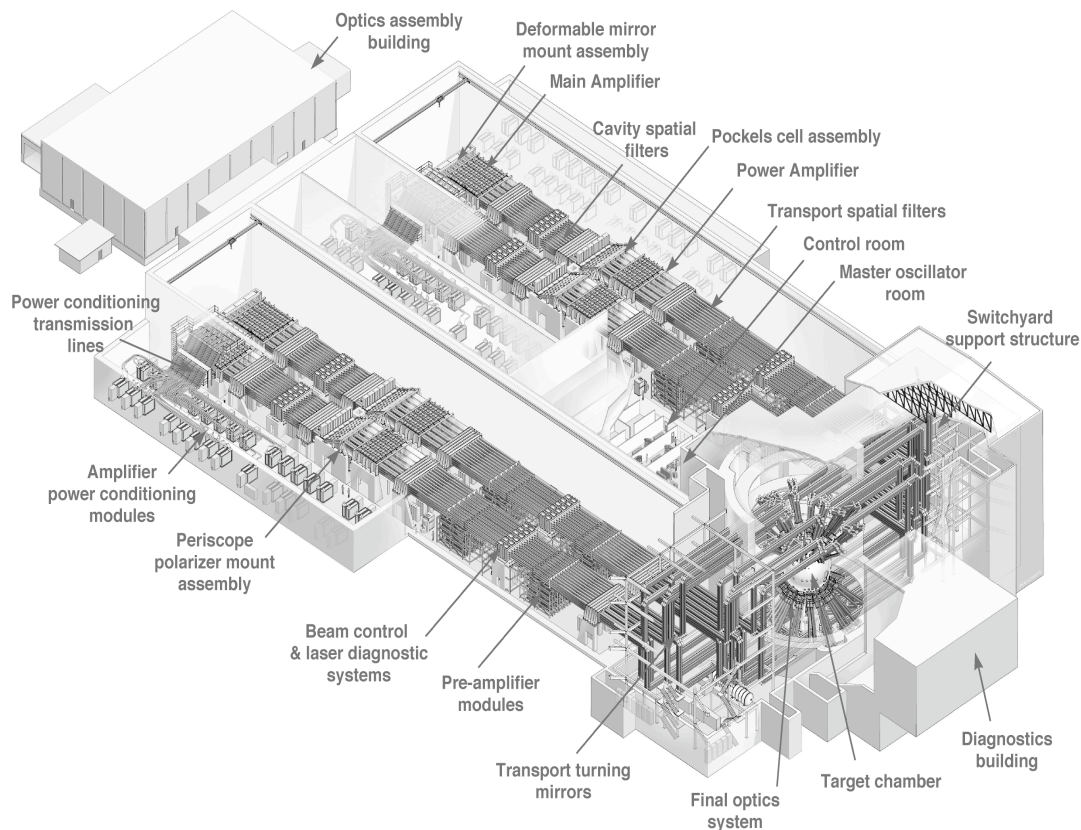 Optics assembly
building
Deformable mirror
mount assembly
Main Amplifier
Cavity spatial
filters
Pockels cell assembly
Power Amplifier
Transport spatial filters
Control room
Master oscillator
room
Switchyard
support structure
Power conditioning
transmission
lines
Amplifier
power conditioning
modules
Periscope
polarizer mount
assembly
Beam control
& laser diagnostic
systems
Pre-amplifier
modules
Transport turning
mirrors
Final optics
system
Target chamber
Diagnostics
building